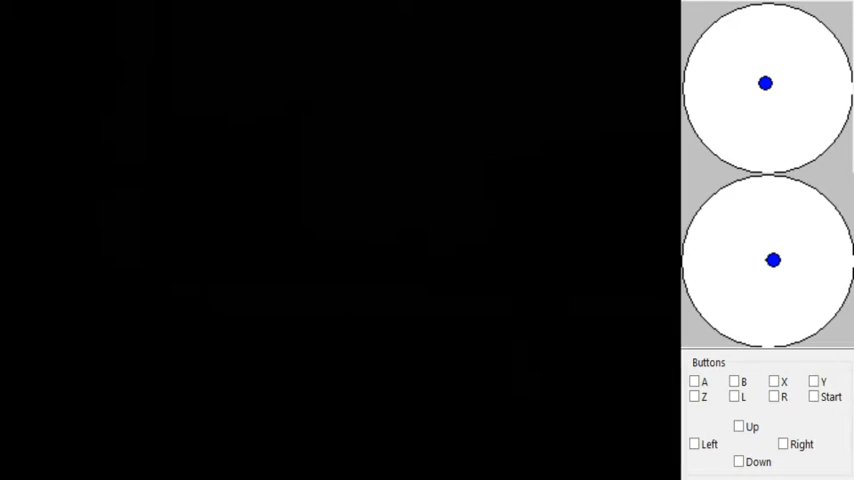 Buttons
A B X Y
Z L R Start
Up
Left Right
Down